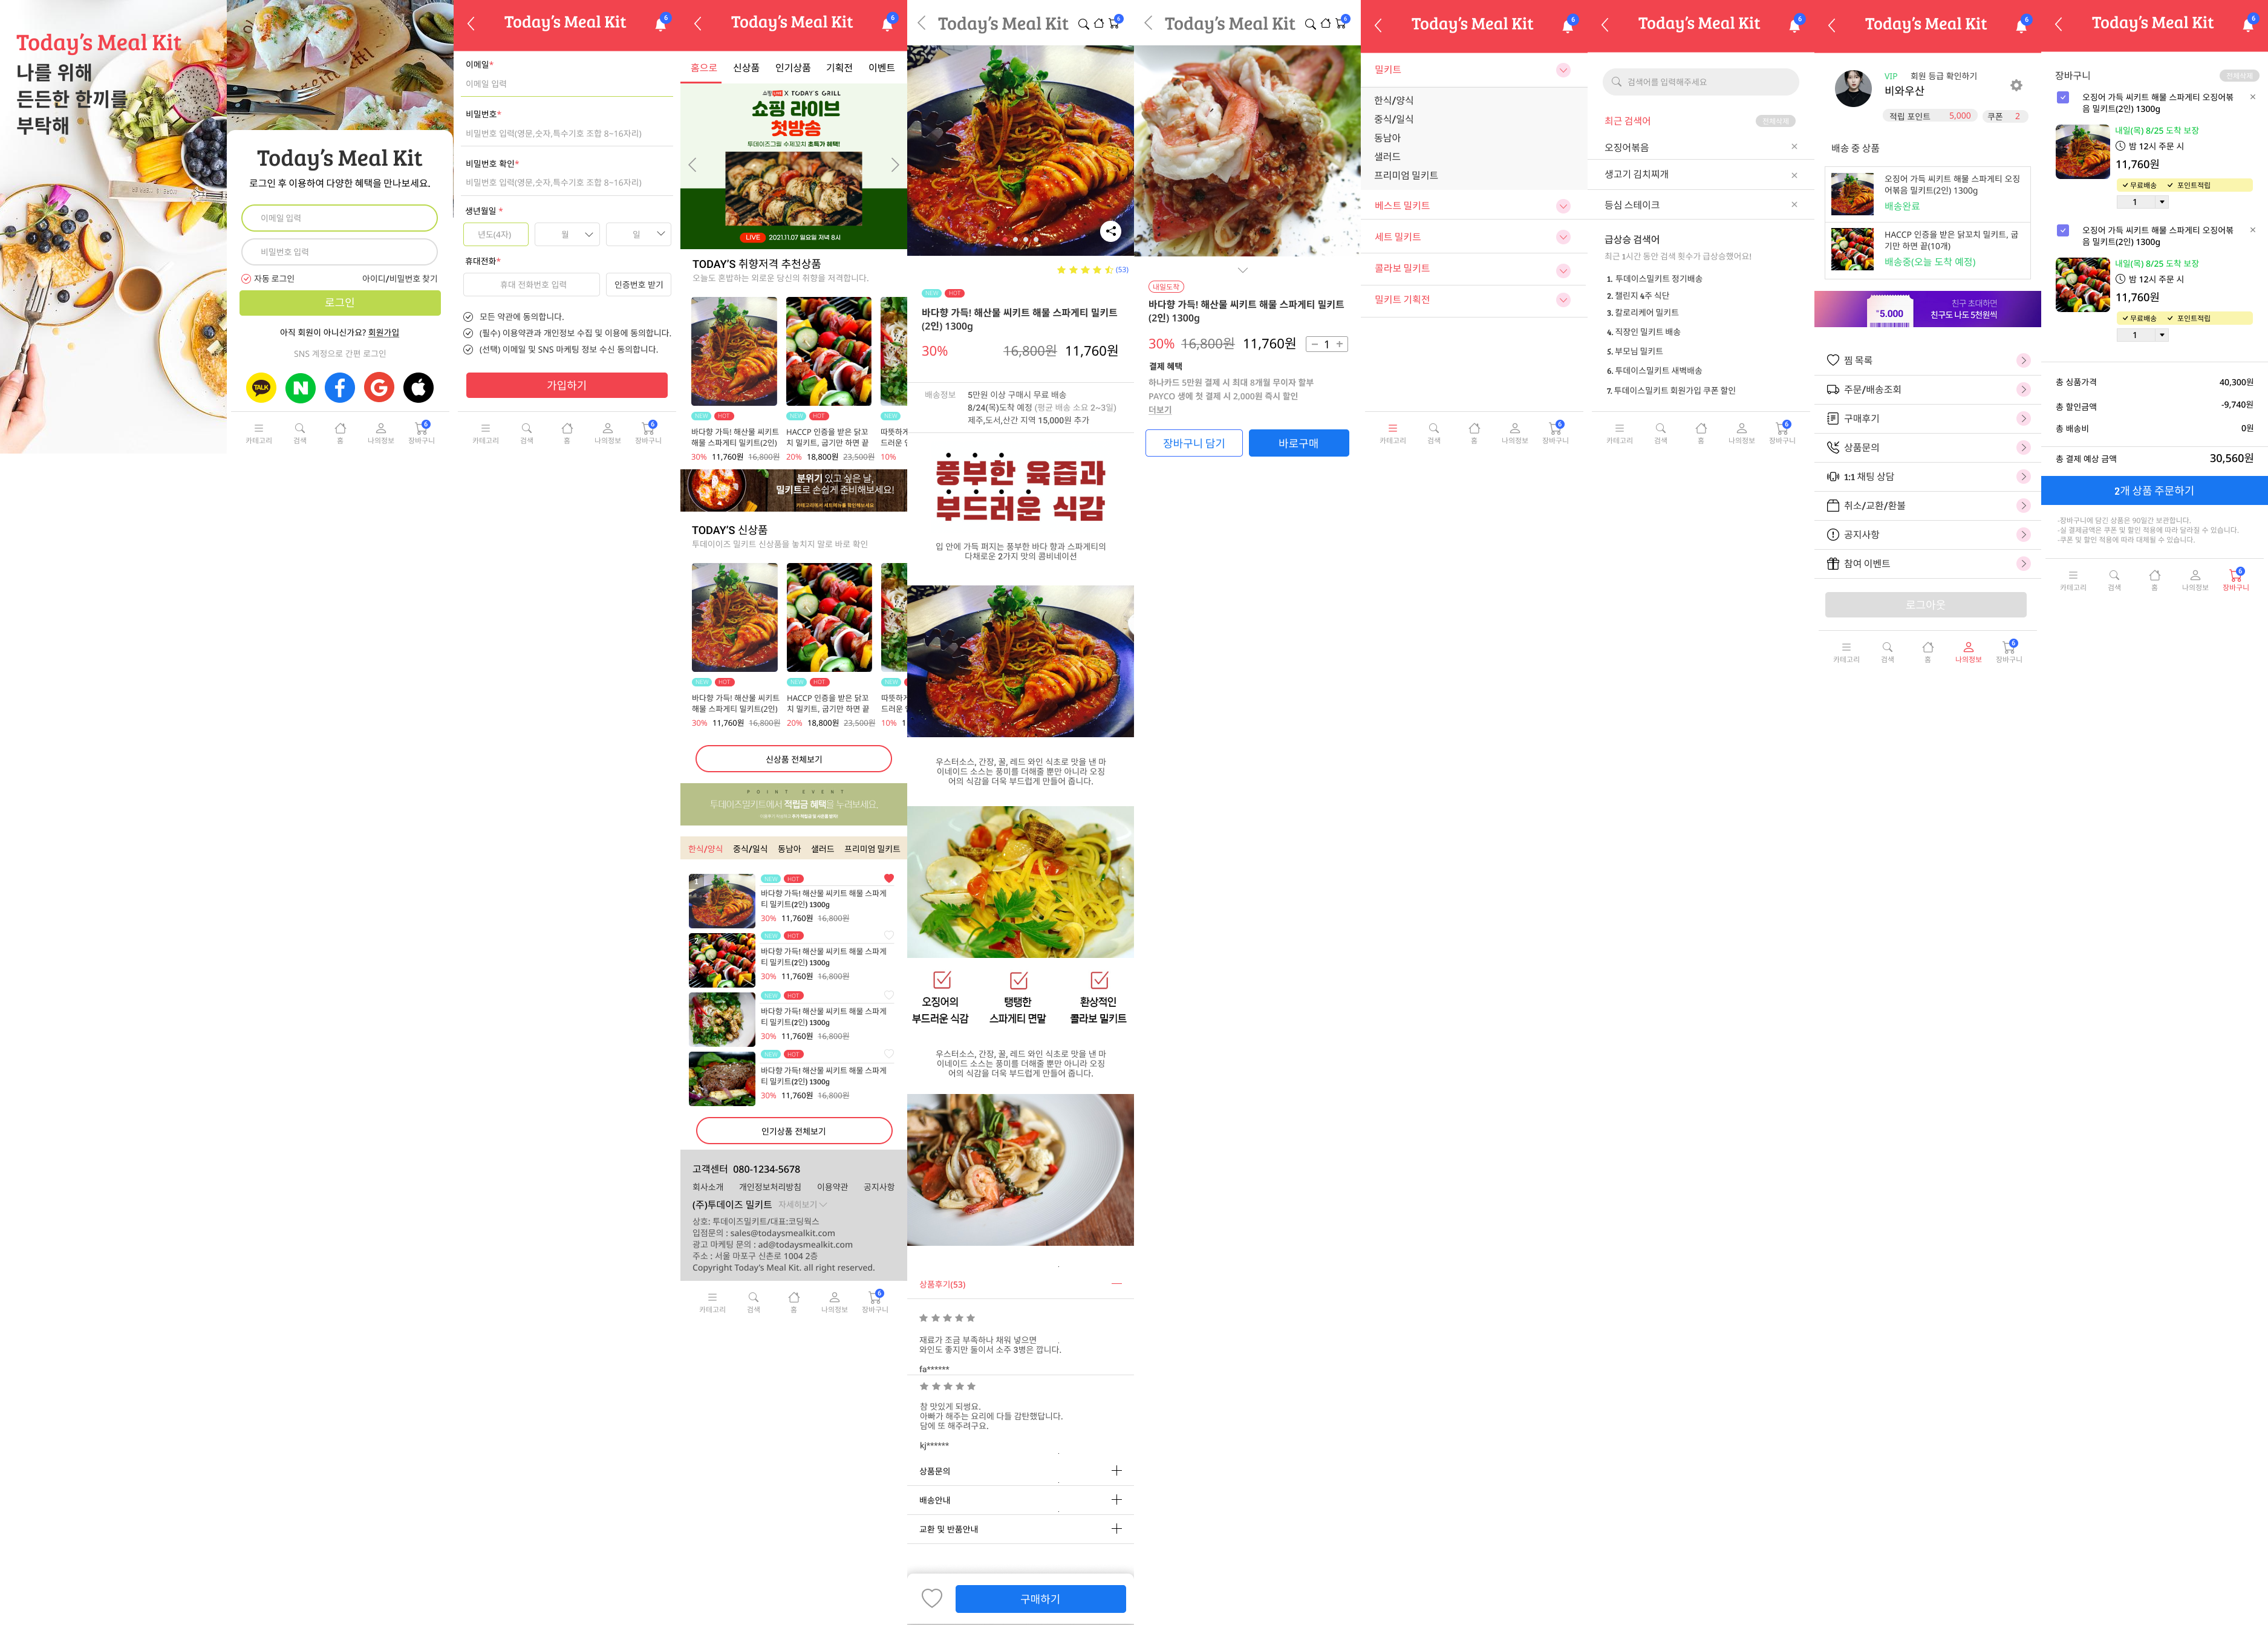 Today's Meal Kit
나를 위해
든든한 한끼를
부탁해
Today's Meal Kit
로그인 후 이용하여 다양한 혜택을 만나보세요.
이메일 입력
비밀번호 입력
자동 로그인
아이디/비밀번호 찾기
로그인
아직 회원이 아니신가요? 회원가입
SNS 계정으로 간편 로그인
TALK
N
f
G
카테고리 검색 홈 나의정보 장바구니 6
Today's Meal Kit 6
이메일*
이메일 입력
비밀번호*
비밀번호 입력(영문,숫자,특수기호 조합 8~16자리)
비밀번호 확인*
비밀번호 입력(영문,숫자,특수기호 조합 8~16자리)
생년월일 *
년도(4자) 월 일
휴대전화*
휴대 전화번호 입력 인증번호 받기
모든 약관에 동의합니다.
(필수) 이용약관과 개인정보 수집 및 이용에 동의합니다.
(선택) 이메일 및 SNS 마케팅 정보 수신 동의합니다.
가입하기
카테고리 검색 홈 나의정보 장바구니 6
Today's Meal Kit 6
홈으로 신상품 인기상품 기획전 이벤트
쇼핑LIVE X TODAY'S GRILL
쇼핑 라이브
첫방송
투데이즈그릴 수제꼬치 초특가 혜택!
LIVE 2021.11.07 일요일 저녁 8시
TODAY'S 취향저격 추천상품
오늘도 혼밥하는 외로운 당신의 취향을 저격합니다.
NEW HOT NEW HOT NEW
바다향 가득! 해산물 씨키트 HACCP 인증을 받은 닭꼬 따뜻하게
해물 스파게티 밀키트(2인) 치 밀키트, 굽기만 하면 끝 드러운
30% 11,760원 16,800원 20% 18,800원 23,500원 10%
분위기 있고 싶은 날,
밀키트로 손쉽게 준비해보세요!
카테고리에서 세트메뉴를 확인해보세요
TODAY'S 신상품
투데이이즈 밀키트 신상품을 놓치지 말로 바로 확인
NEW HOT NEW HOT NEW
바다향 가득! 해산물 씨키트 HACCP 인증을 받은 닭꼬 따뜻하게
해물 스파게티 밀키트(2인) 치 밀키트, 굽기만 하면 끝 드러운
30% 11,760원 16,800원 20% 18,800원 23,500원 10% 1
신상품 전체보기
POINT EVENT
투데이즈밀키트에서 적립금 혜택을 누려보세요.
한식/양식 중식/일식 동남아 샐러드 프리미엄 밀키트
1
NEW HOT
바다향 가득! 해산물 씨키트 해물 스파게
티 밀키트(2인) 1300g
30% 11,760원 16,800원
2
NEW HOT
바다향 가득! 해산물 씨키트 해물 스파게
티 밀키트(2인) 1300g
30% 11,760원 16,800원
NEW HOT
바다향 가득! 해산물 씨키트 해물 스파게
티 밀키트(2인) 1300g
30% 11,760원 16,800원
NEW HOT
바다향 가득! 해산물 씨키트 해물 스파게
티 밀키트(2인) 1300g
30% 11,760원 16,800원
인기상품 전체보기
고객센터 080-1234-5678
회사소개 개인정보처리방침 이용약관 공지사항
(주)투데이즈 밀키트 자세히보기
상호: 투데이즈밀키트/대표:코딩웍스
입점문의 : sales@todaysmealkit.com
광고 마케팅 문의 : ad@todaysmealkit.com
주소 : 서울 마포구 신촌로 1004 2층
Copyright Today's Meal Kit. all right reserved.
카테고리 검색 홈 나의정보 장바구니 6
Today's Meal Kit 6
(53)
NEW HOT
바다향 가득! 해산물 씨키트 해물 스파게티 밀키트
(2인) 1300g
30% 16,800원 11,760원
배송정보 5만원 이상 구매시 무료 배송
8/24(목)도착 예정 (평균 배송 소요 2~3일)
제주,도서,산간 지역 15,000원 추가
풍부한 육즙과
부드러운 식감
입 안에 가득 퍼지는 풍부한 바다 향과 스파게티의
다채로운 2가지 맛의 콤비네이션
우스터소스, 간장, 꿀, 레드 와인 식초로 맛을 낸 마
이네이드 소스는 풍미를 더해줄 뿐만 아니라 오징
어의 식감을 더욱 부드럽게 만들어 줍니다.
오징어의 탱탱한 환상적인
부드러운 식감 스파게티 면말 콜라보 밀키트
우스터소스, 간장, 꿀, 레드 와인 식초로 맛을 낸 마
이네이드 소스는 풍미를 더해줄 뿐만 아니라 오징
어의 식감을 더욱 부드럽게 만들어 줍니다.
상품후기(53)
재료가 조금 부족하나 채워 넣으면
와인도 좋지만 둘이서 소주 3병은 깝니다.
fa******
참 맛있게 되벙요.
아빠가 해주는 요리에 다들 감탄했답니다.
담에 또 해주려구요.
kj******
상품문의
배송안내
교환 및 반품안내
구매하기
Today's Meal Kit 6
내일도착
바다향 가득! 해산물 씨키트 해물 스파게티 밀키트
(2인) 1300g
30% 16,800원 11,760원 − 1 +
결제 혜택
하나카드 5만원 결제 시 최대 8개월 무이자 할부
PAYCO 생에 첫 결제 시 2,000원 즉시 할인
더보기
장바구니 담기 바로구매
Today's Meal Kit 6
밀키트
한식/양식
중식/일식
동남아
샐러드
프리미엄 밀키트
베스트 밀키트
세트 밀키트
콜라보 밀키트
밀키트 기획전
카테고리 검색 홈 나의정보 장바구니 6
Today's Meal Kit 6
검색어를 입력해주세요
최근 검색어 전체삭제
오징어볶음
생고기 김치찌개
등심 스테이크
급상승 검색어
최근 1시간 동안 검색 횟수가 급상승했어요!
1. 투데이스밀키트 정기배송
2. 챌린지 4주 식단
3. 칼로리케어 밀키트
4. 직장인 밀키트 배송
5. 부모님 밀키트
6. 투데이스밀키트 새벽배송
7. 투데이스밀키트 회원가입 쿠폰 할인
카테고리 검색 홈 나의정보 장바구니 6
Today's Meal Kit 6
VIP 회원 등급 확인하기
비와우산
적립 포인트 5,000 쿠폰 2
배송 중 상품
오징어 가득 씨키트 해물 스파게티 오징
어볶음 밀키트(2인) 1300g
배송완료
HACCP 인증을 받은 닭꼬치 밀키트, 굽
기만 하면 끝(10개)
배송중(오늘 도착 예정)
5.000
친구 초대하면
친구도 나도 5천원씩
찜 목록
주문/배송조회
구매후기
상품문의
1:1 채팅 상담
취소/교환/환불
공지사항
참여 이벤트
로그아웃
카테고리 검색 홈 나의정보 장바구니 6
Today's Meal Kit 6
장바구니 전체삭제
오징어 가득 씨키트 해물 스파게티 오징어볶
음 밀키트(2인) 1300g
내일(목) 8/25 도착 보장
밤 12시 주문 시
11,760원
무료배송 포인트적립
1
오징어 가득 씨키트 해물 스파게티 오징어볶
음 밀키트(2인) 1300g
내일(목) 8/25 도착 보장
밤 12시 주문 시
11,760원
무료배송 포인트적립
1
총 상품가격 40,300원
총 할인금액 -9,740원
총 배송비 0원
총 결제 예상 금액 30,560원
2개 상품 주문하기
-장바구니에 담긴 상품은 90일간 보관합니다.
-실 결제금액은 쿠폰 및 할인 적용에 따라 달라질 수 있습니다.
-쿠폰 및 할인 적용에 따라 대체될 수 있습니다.
카테고리 검색 홈 나의정보 장바구니 6